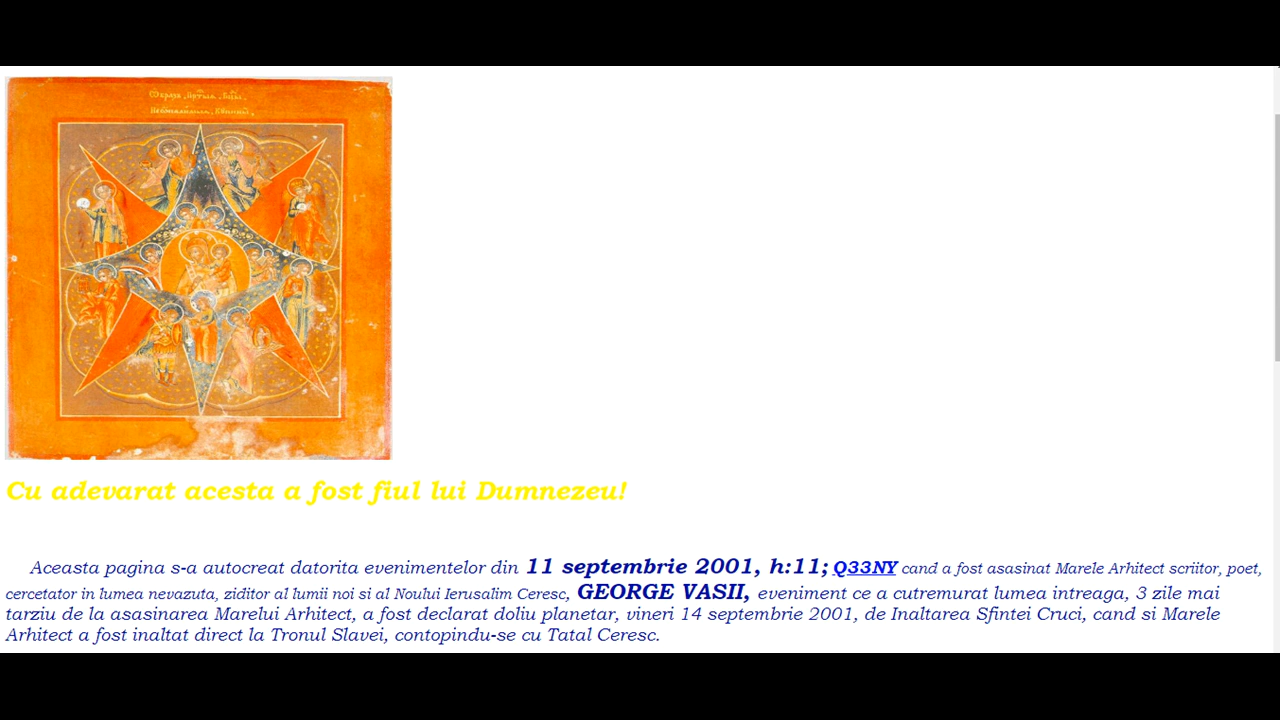 Cu adevarat acesta a fost fiul lui Dumnezeu!
Aceasta pagina s-a autocreat datorita evenimentelor din 11 septembrie 2001, h:11; Q33NY cand a fost asasinat Marele Arhitect scriitor, poet,
cercetator in lumea nevazuta, ziditor al lumii noi si al Noului Ierusalim Ceresc, GEORGE VASII, eveniment ce a cutremurat lumea intreaga, 3 zile mai
tarziu de la asasinarea Marelui Arhitect, a fost declarat doliu planetar, vineri 14 septembrie 2001, de Inaltarea Sfintei Cruci, cand si Marele
Arhitect a fost inaltat direct la Tronul Slavei, contopindu-se cu Tatal Ceresc.